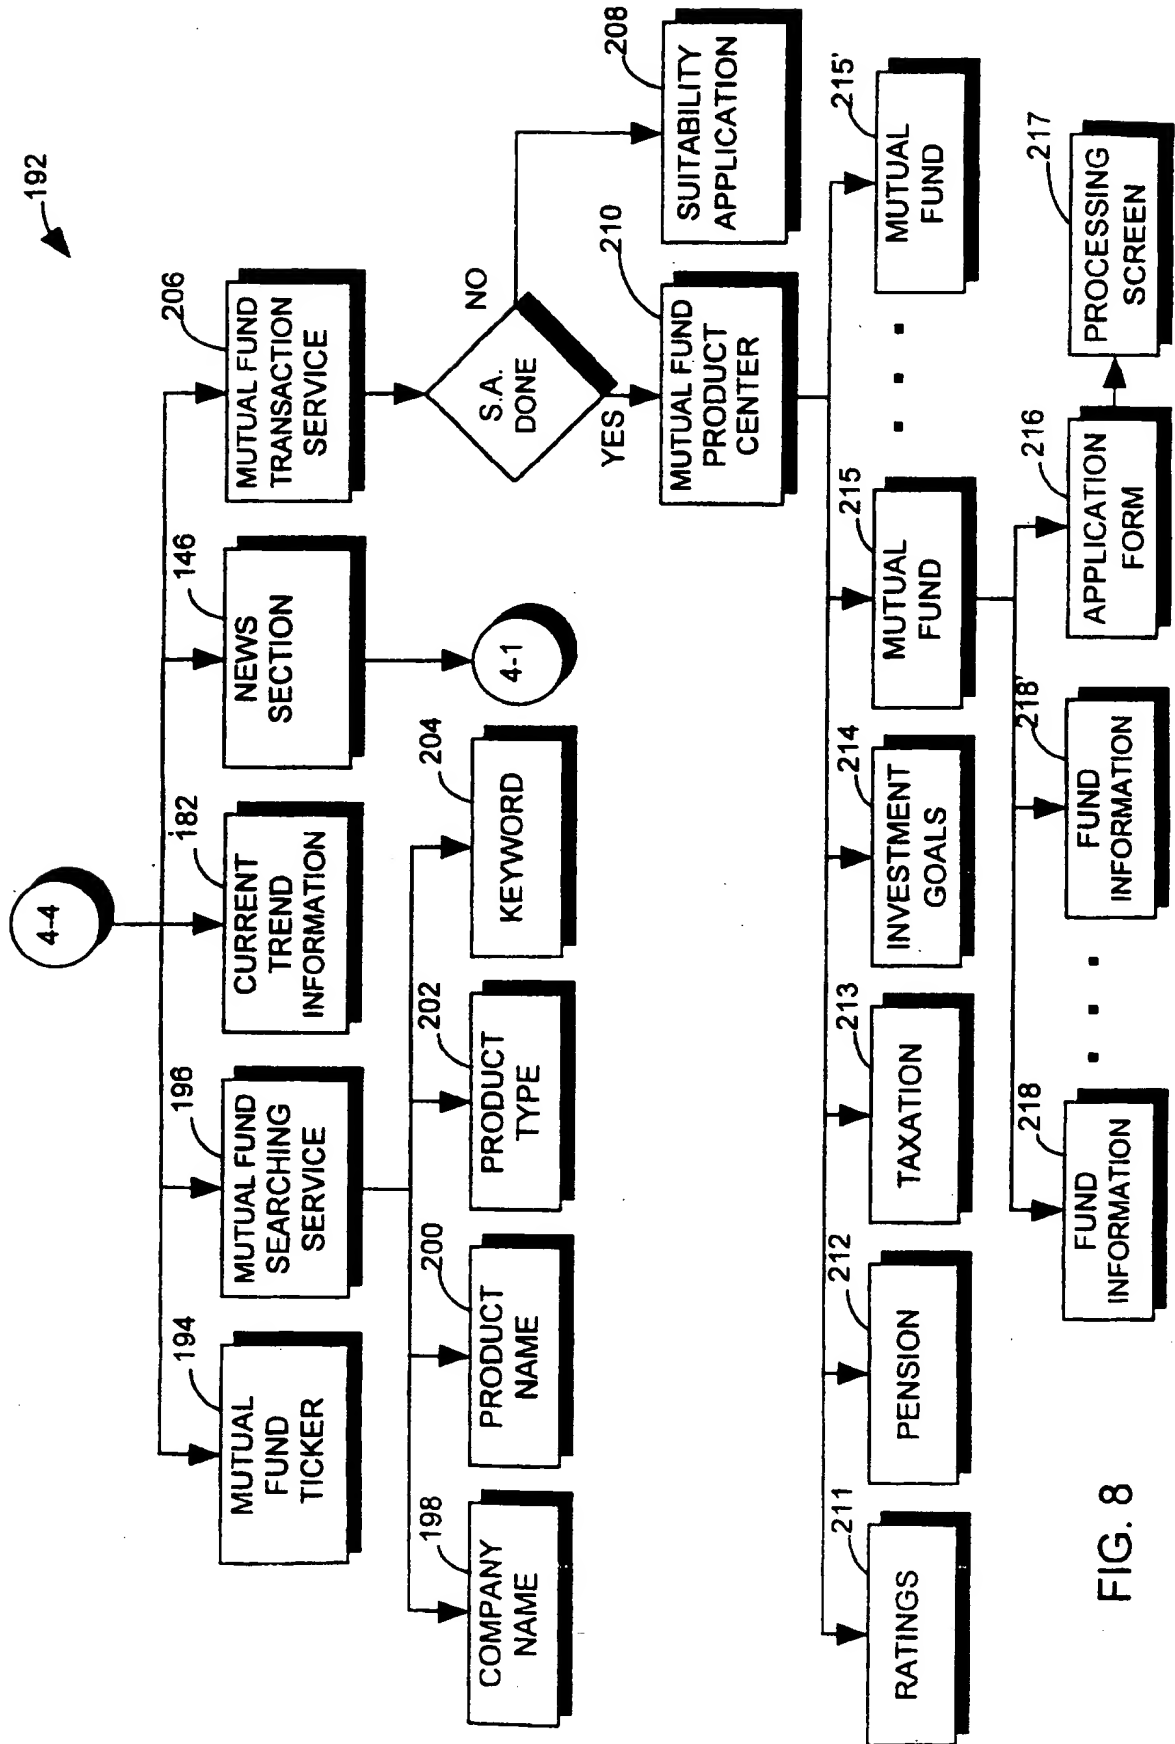 192
4-4
194
MUTUAL
FUND
TICKER
196
MUTUAL FUND
SEARCHING
SERVICE
182
CURRENT
TREND
INFORMATION
146
NEWS
SECTION
206
MUTUAL FUND
TRANSACTION
SERVICE
198
COMPANY
NAME
200
PRODUCT
NAME
202
PRODUCT
TYPE
204
KEYWORD
4-1
S.A.
DONE
NO
YES
208
SUITABILITY
APPLICATION
210
MUTUAL FUND
PRODUCT
CENTER
211
RATINGS
212
PENSION
213
TAXATION
214
INVESTMENT
GOALS
215
MUTUAL
FUND
215'
MUTUAL
FUND
218
FUND
INFORMATION
218'
FUND
INFORMATION
216
APPLICATION
FORM
217
PROCESSING
SCREEN
FIG. 8